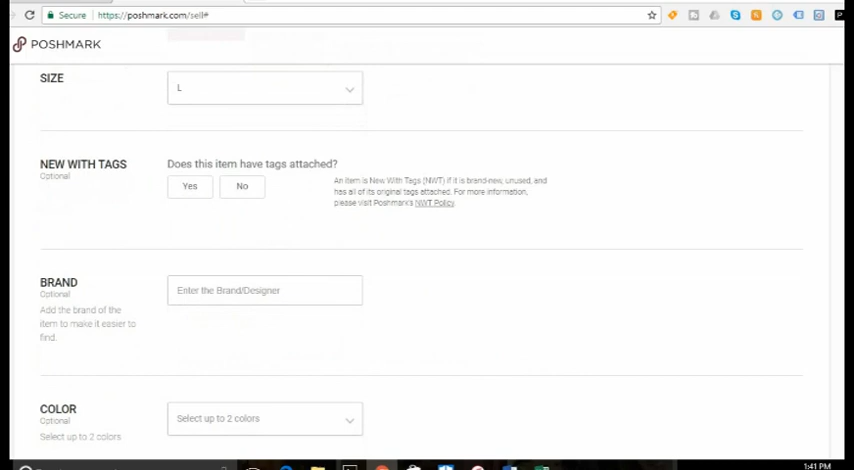 Secure https://poshmark.com/sell#
POSHMARK
SIZE
L
NEW WITH TAGS
Optional
Does this item have tags attached?
Yes No
An item is New With Tags (NWT) if it is brand-new, unused, and
has all of its original tags attached. For more information,
please visit Poshmark's NWT Policy.
BRAND
Optional
Add the brand of the
item to make it easier to
find.
Enter the Brand/Designer
COLOR
Optional
Select up to 2 colors
Select up to 2 colors
1:41 PM